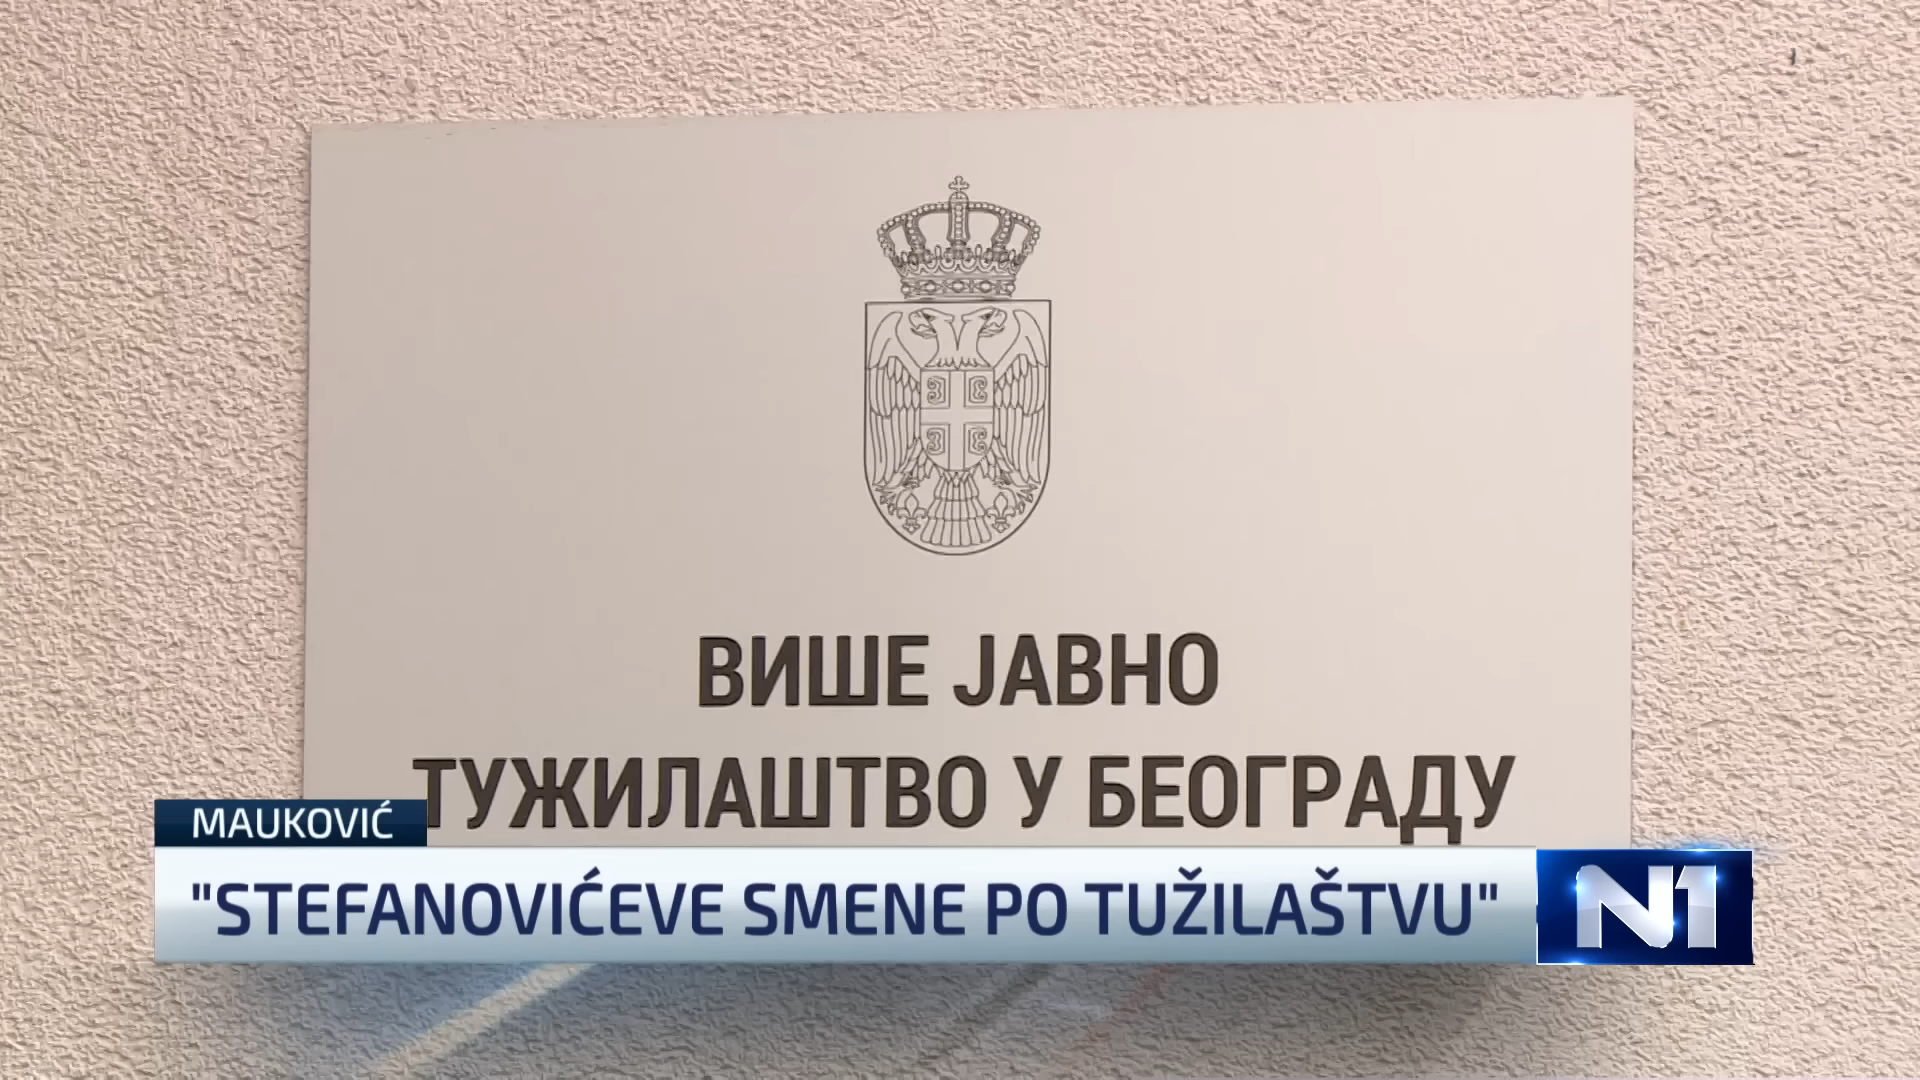 ВИШЕ ЈАВНО
ТУЖИЛАШТВО У БЕОГРАДУ
MAUKOVIĆ
"STEFANOVIĆEVE SMENE PO TUŽILAŠTVU"
N1